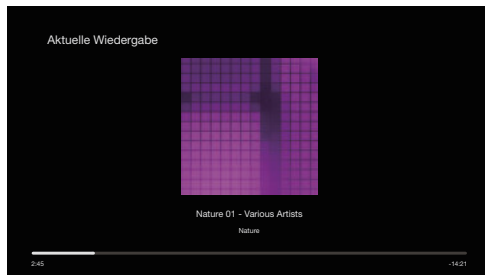 Aktuelle Wiedergabe
Nature 01 - Various Artists
Nature
2:45
-14:21